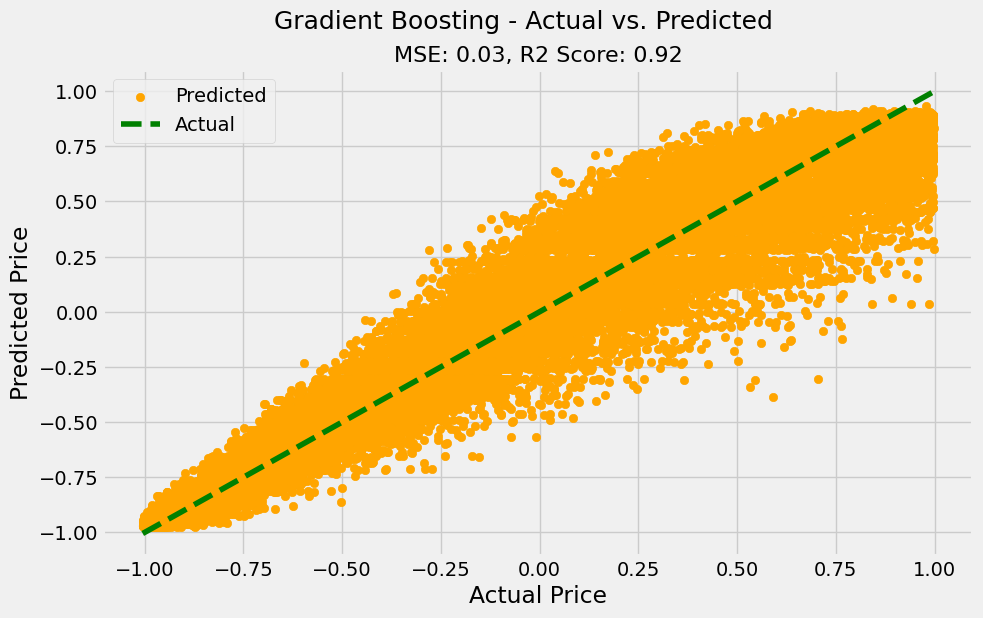 Gradient Boosting - Actual vs. Predicted
MSE: 0.03, R2 Score: 0.92
Predicted
Actual
Predicted Price
1.00
0.75
0.50
0.25
0.00
−0.25
−0.50
−0.75
−1.00
−1.00 −0.75 −0.50 −0.25 0.00 0.25 0.50 0.75 1.00
Actual Price